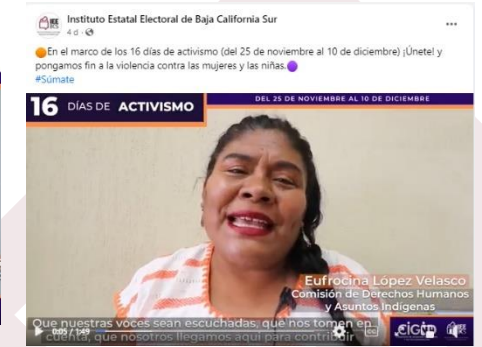 Instituto Estatal Electoral de Baja California Sur
4 d ·
En el marco de los 16 días de activismo (del 25 de noviembre al 10 de diciembre) ¡Únete! y
pongamos fin a la violencia contra las mujeres y las niñas.
#Súmate
16 DÍAS DE ACTIVISMO
DEL 25 DE NOVIEMBRE AL 10 DE DICIEMBRE
Eufrocina López Velasco
Comisión de Derechos Humanos
y Asuntos Indígenas
Que nuestras voces sean escuchadas, que nos tomen en
cuenta, que nosotros llegamos aquí para contribuir
0:05 / 1:49